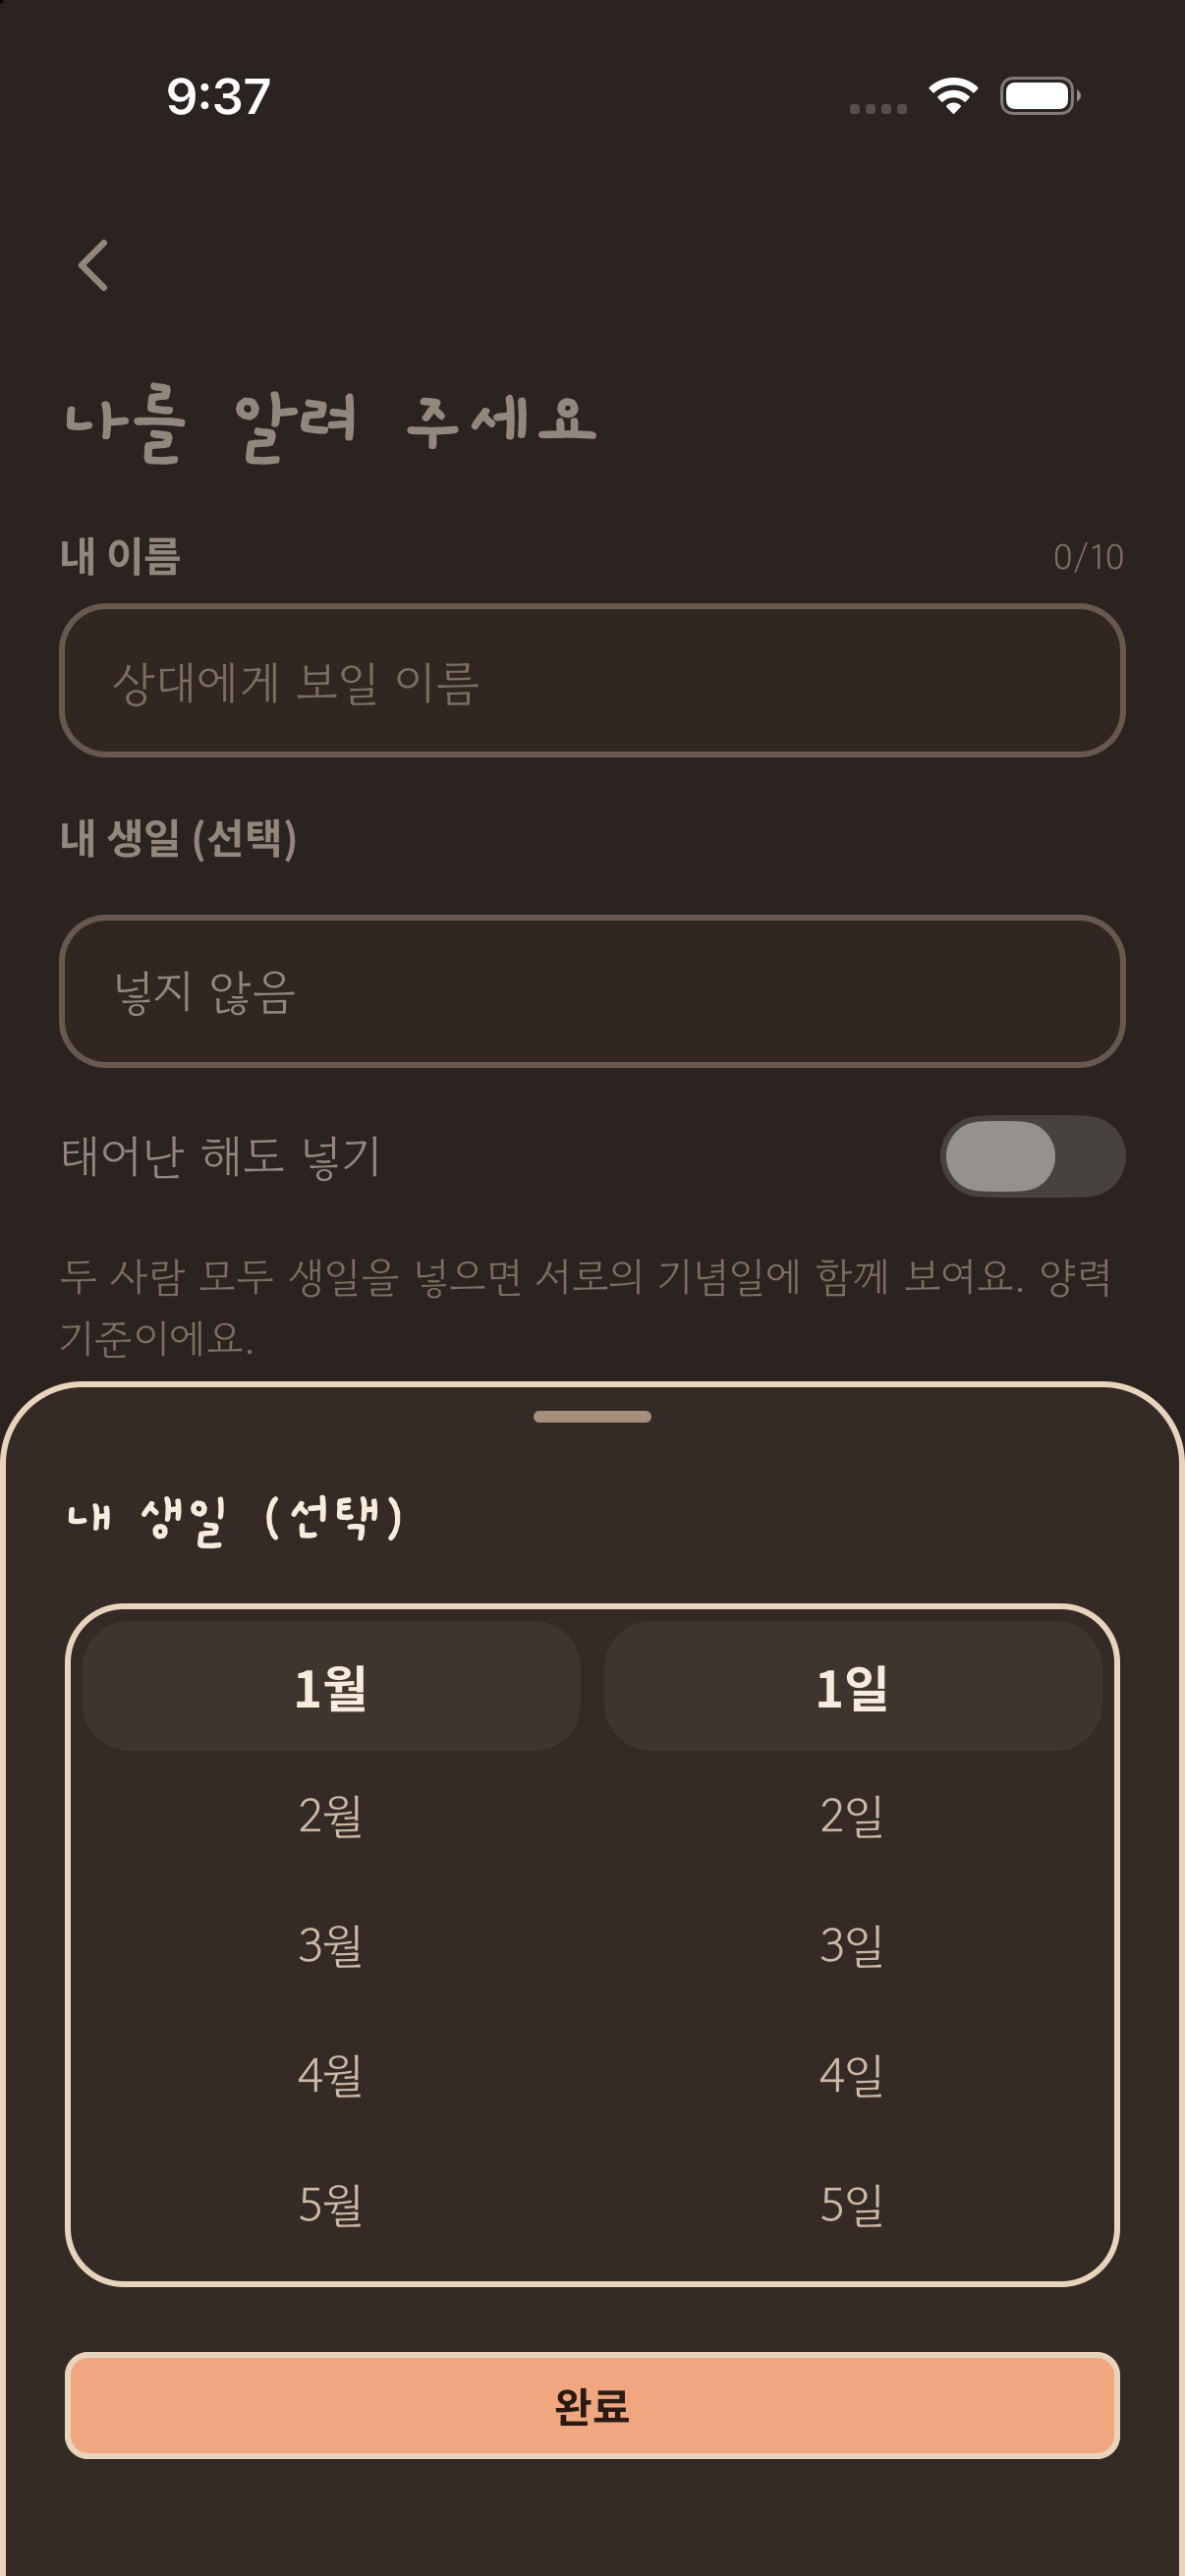 9:37
나를 알려 주세요
내 이름 0/10
상대에게 보일 이름
내 생일 (선택)
넣지 않음
태어난 해도 넣기
두 사람 모두 생일을 넣으면 서로의 기념일에 함께 보여요. 양력
기준이에요.
내 생일 (선택)
1월 1일
2월 2일
3월 3일
4월 4일
5월 5일
완료